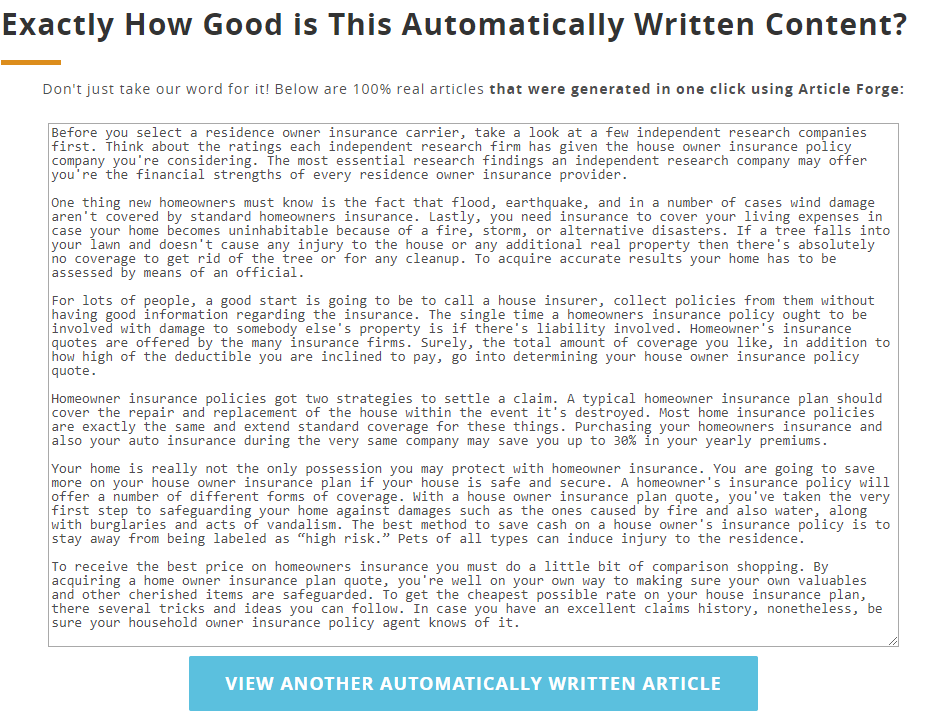 Exactly How Good is This Automatically Written Content?
Don't just take our word for it! Below are 100% real articles that were generated in one click using Article Forge:
Before you select a residence owner insurance carrier, take a look at a few independent research companies
first. Think about the ratings each independent research firm has given the house owner insurance policy
company you're considering. The most essential research findings an independent research company may offer
you're the financial strengths of every residence owner insurance provider.
One thing new homeowners must know is the fact that flood, earthquake, and in a number of cases wind damage
aren't covered by standard homeowners insurance. Lastly, you need insurance to cover your living expenses in
case your home becomes uninhabitable because of a fire, storm, or alternative disasters. If a tree falls into
your lawn and doesn't cause any injury to the house or any additional real property then there's absolutely
no coverage to get rid of the tree or for any cleanup. To acquire accurate results your home has to be
assessed by means of an official.
For lots of people, a good start is going to be to call a house insurer, collect policies from them without
having good information regarding the insurance. The single time a homeowners insurance policy ought to be
involved with damage to somebody else's property is if there's liability involved. Homeowner's insurance
quotes are offered by the many insurance firms. Surely, the total amount of coverage you like, in addition to
how high of the deductible you are inclined to pay, go into determining your house owner insurance policy
quote.
Homeowner insurance policies got two strategies to settle a claim. A typical homeowner insurance plan should
cover the repair and replacement of the house within the event it's destroyed. Most home insurance policies
are exactly the same and extend standard coverage for these things. Purchasing your homeowners insurance and
also your auto insurance during the very same company may save you up to 30% in your yearly premiums.
Your home is really not the only possession you may protect with homeowner insurance. You are going to save
more on your house owner insurance plan if your house is safe and secure. A homeowner's insurance policy will
offer a number of different forms of coverage. With a house owner insurance plan quote, you've taken the very
first step to safeguarding your home against damages such as the ones caused by fire and also water, along
with burglaries and acts of vandalism. The best method to save cash on a house owner's insurance policy is to
stay away from being labeled as “high risk.” Pets of all types can induce injury to the residence.
To receive the best price on homeowners insurance you must do a little bit of comparison shopping. By
acquiring a home owner insurance plan quote, you're well on your own way to making sure your own valuables
and other cherished items are safeguarded. To get the cheapest possible rate on your house insurance plan,
there several tricks and ideas you can follow. In case you have an excellent claims history, nonetheless, be
sure your household owner insurance policy agent knows of it.
VIEW ANOTHER AUTOMATICALLY WRITTEN ARTICLE